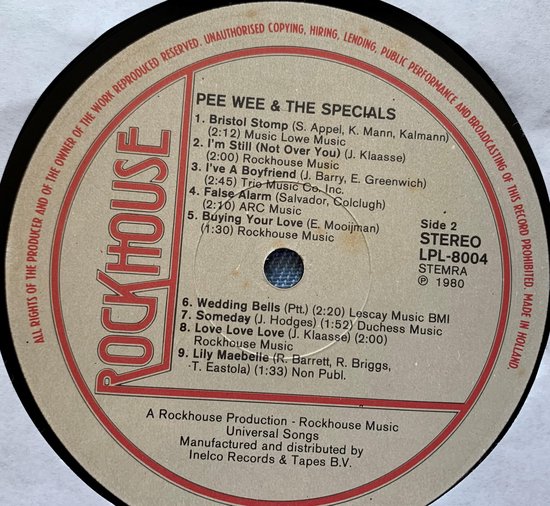 ALL RIGHTS OF THE PRODUCER AND OF THE OWNER OF THE WORK REPRODUCED RESERVED. UNAUTHORISED COPYING, HIRING, LENDING, PUBLIC PERFORMANCE AND BROADCASTING OF THIS RECORD PROHIBITED. MADE IN HOLLAND.
ROCKHOUSE
PEE WEE & THE SPECIALS
1. Bristol Stomp (S. Appel, K. Mann, Kalmann)
(2:12) Music Lowe Music
2. I'm Still (Not Over You) (J. Klaasse)
(2:00) Rockhouse Music
3. I've A Boyfriend (J. Barry, E. Greenwich)
(2:45) Trio Music Co. Inc.
4. False Alarm (Salvador, Colclugh)
(2:10) ARC Music
5. Buying Your Love (E. Mooijman)
(1:30) Rockhouse Music
Side 2
STEREO
LPL-8004
STEMRA
℗ 1980
6. Wedding Bells (Ptt.) (2:20) Lescay Music BMI
7. Someday (J. Hodges) (1:52) Duchess Music
8. Love Love Love (J. Klaasse) (2:00)
Rockhouse Music
9. Lily Maebelle (R. Barrett, R. Briggs,
T. Eastola) (1:33) Non Publ.
A Rockhouse Production - Rockhouse Music
Universal Songs
Manufactured and distributed by
Inelco Records & Tapes B.V.